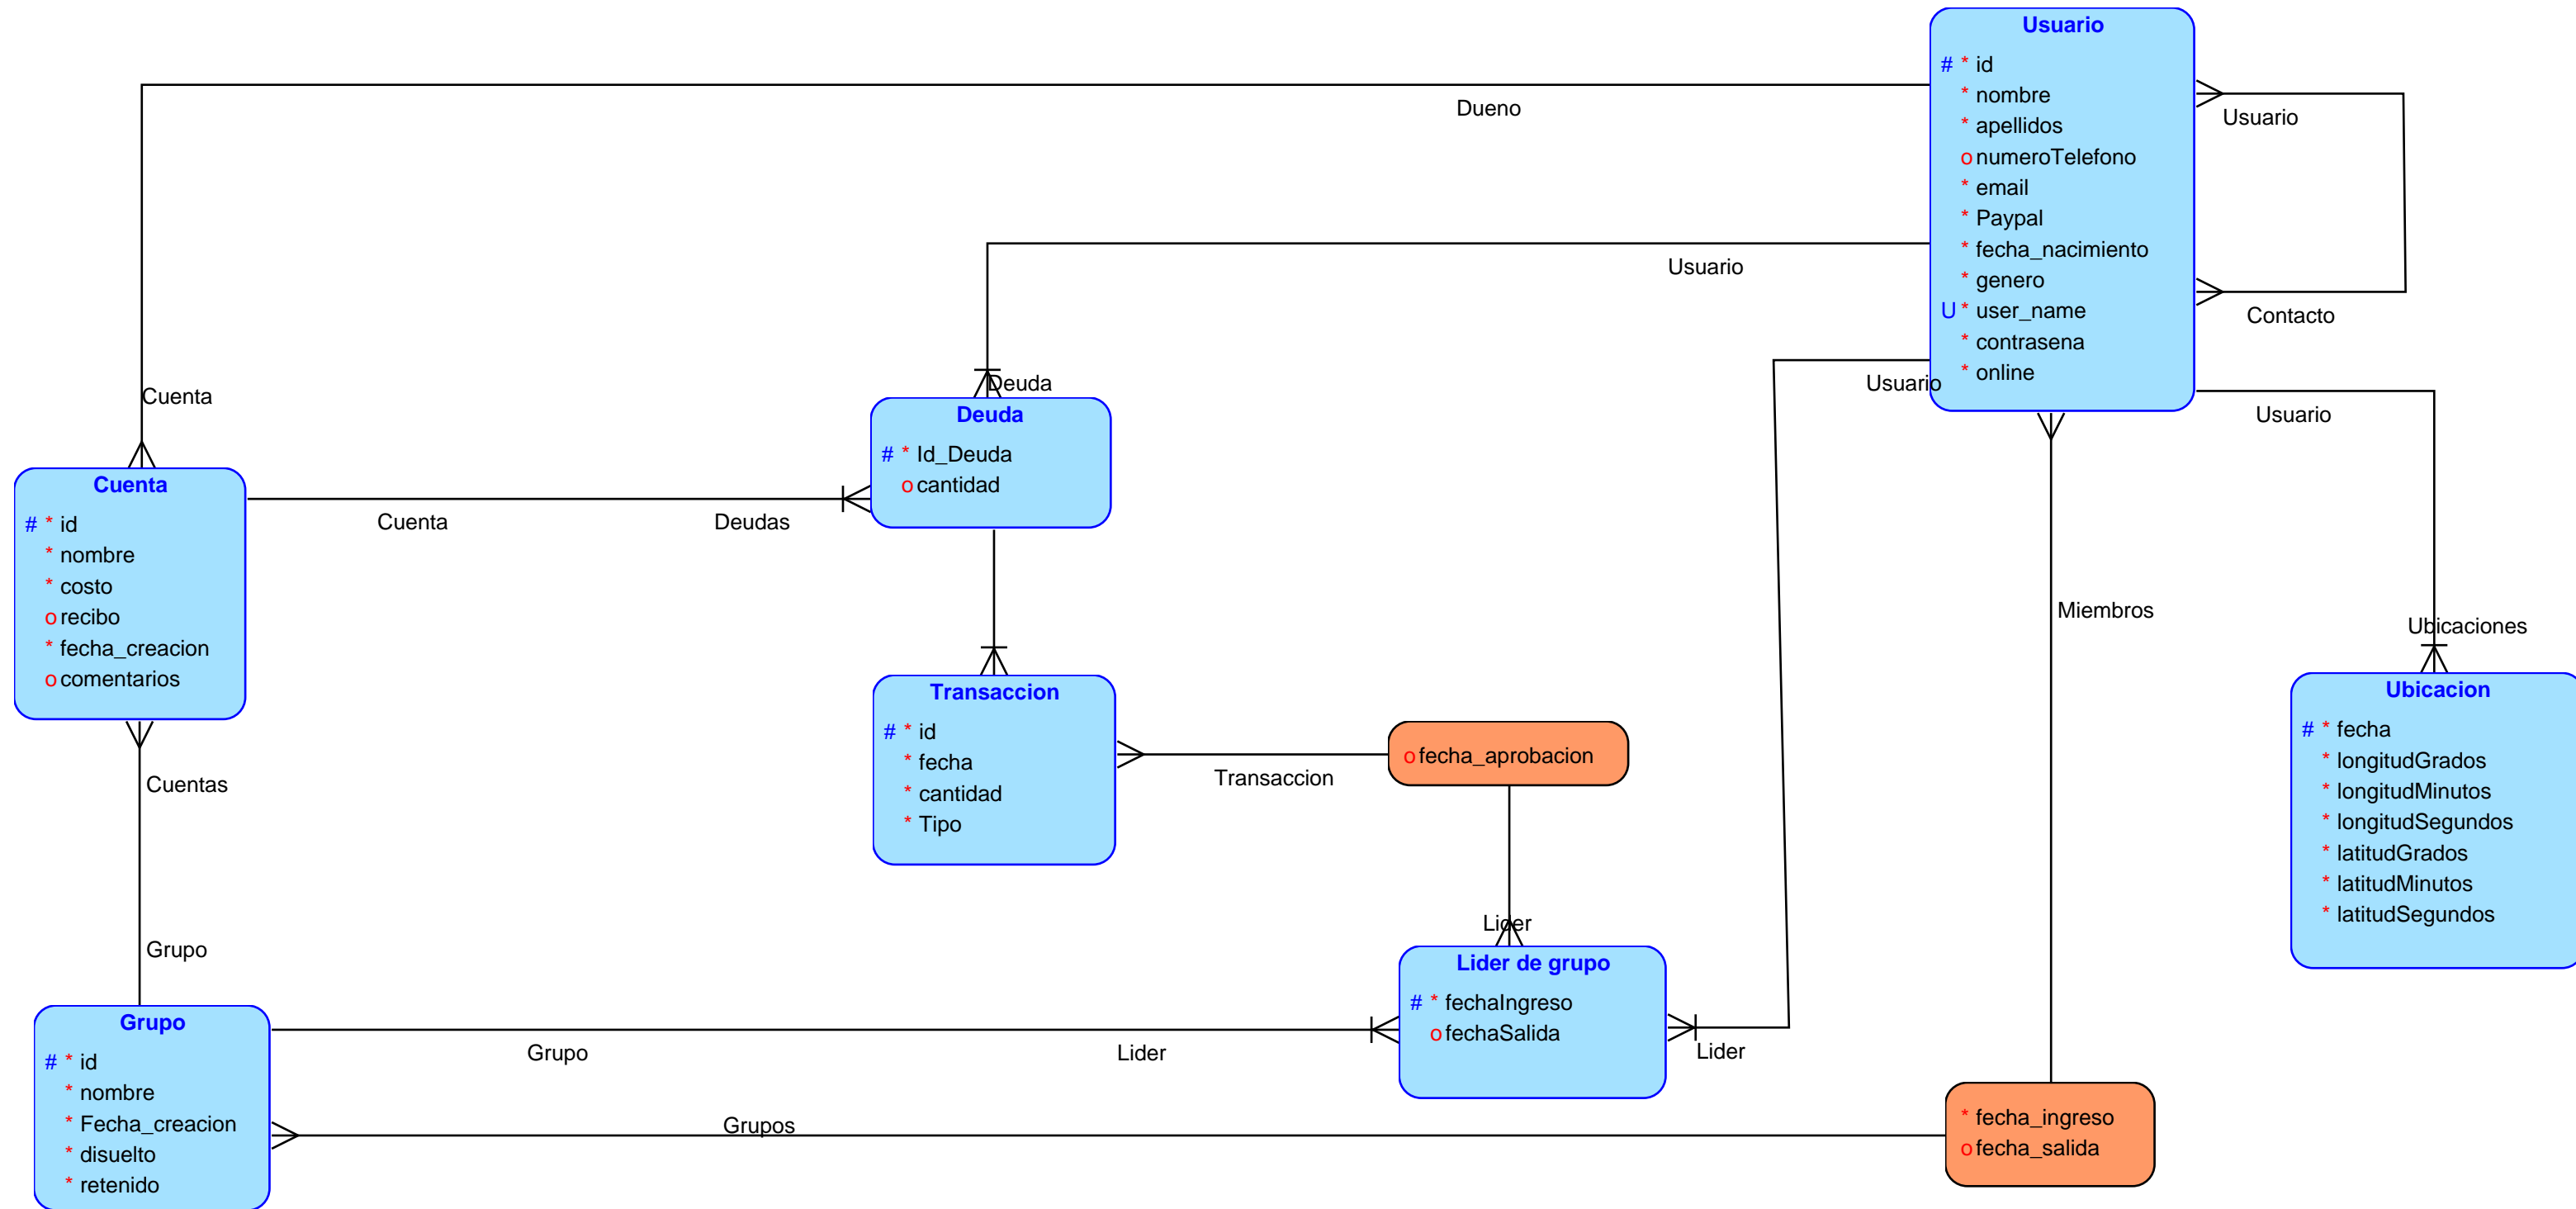 Usuario
# * id
* nombre
* apellidos
o numeroTelefono
* email
* Paypal
* fecha_nacimiento
* genero
U * user_name
* contrasena
* online
Dueno
Usuario
Contacto
Usuario
Usuario
Usuario
Cuenta
Deuda
Deuda
# * Id_Deuda
o cantidad
Cuenta
# * id
* nombre
* costo
o recibo
* fecha_creacion
o comentarios
Cuenta
Deudas
Miembros
Ubicaciones
Transaccion
# * id
* fecha
* cantidad
* Tipo
Transaccion
o fecha_aprobacion
Ubicacion
# * fecha
* longitudGrados
* longitudMinutos
* longitudSegundos
* latitudGrados
* latitudMinutos
* latitudSegundos
Cuentas
Grupo
Lider
Lider de grupo
# * fechaIngreso
o fechaSalida
Grupo
# * id
* nombre
* Fecha_creacion
* disuelto
* retenido
Grupo
Lider
Lider
Grupos
* fecha_ingreso
o fecha_salida